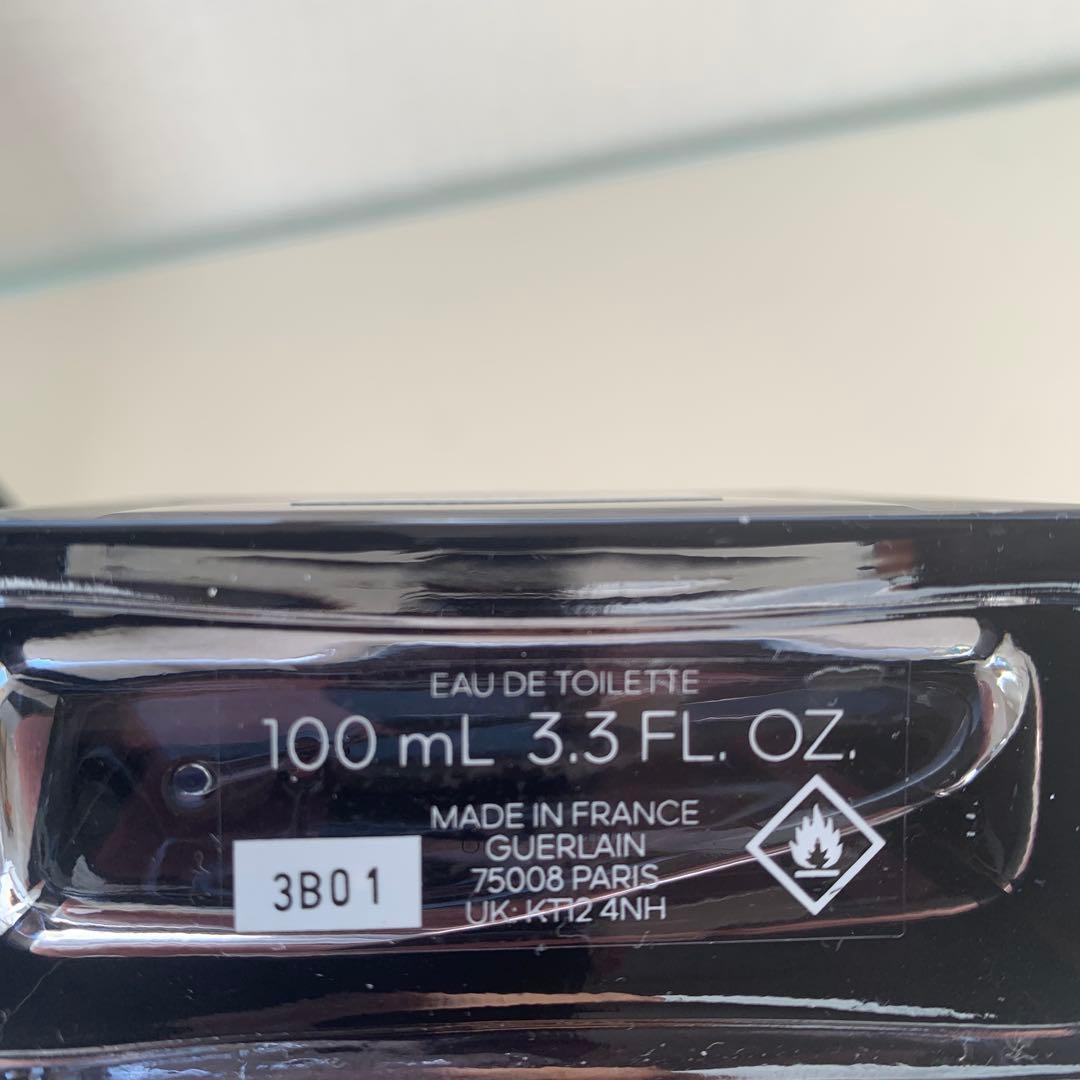 EAU DE TOILETTE
100 mL 3.3 FL. OZ.
MADE IN FRANCE
GUERLAIN
75008 PARIS
UK: KT12 4NH
3B01